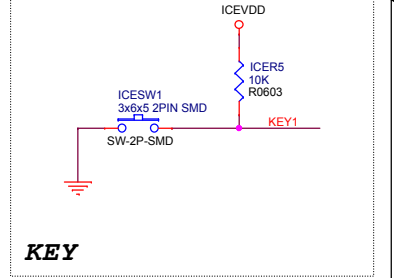 ICEVDD
ICER5
10K
R0603
ICESW1
3x6x5 2PIN SMD
KEY1
SW-2P-SMD
KEY